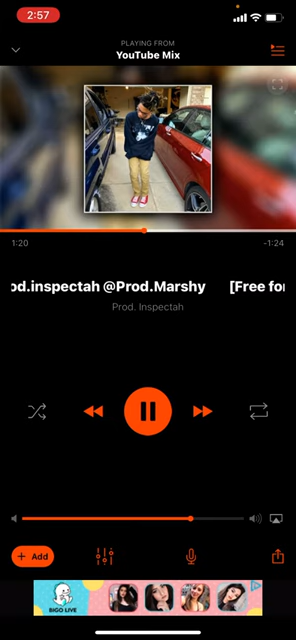 2:57
PLAYING FROM
YouTube Mix
1:20
-1:24
od.inspectah @Prod.Marshy [Free for
Prod. Inspectah
+ Add
BIGO LIVE